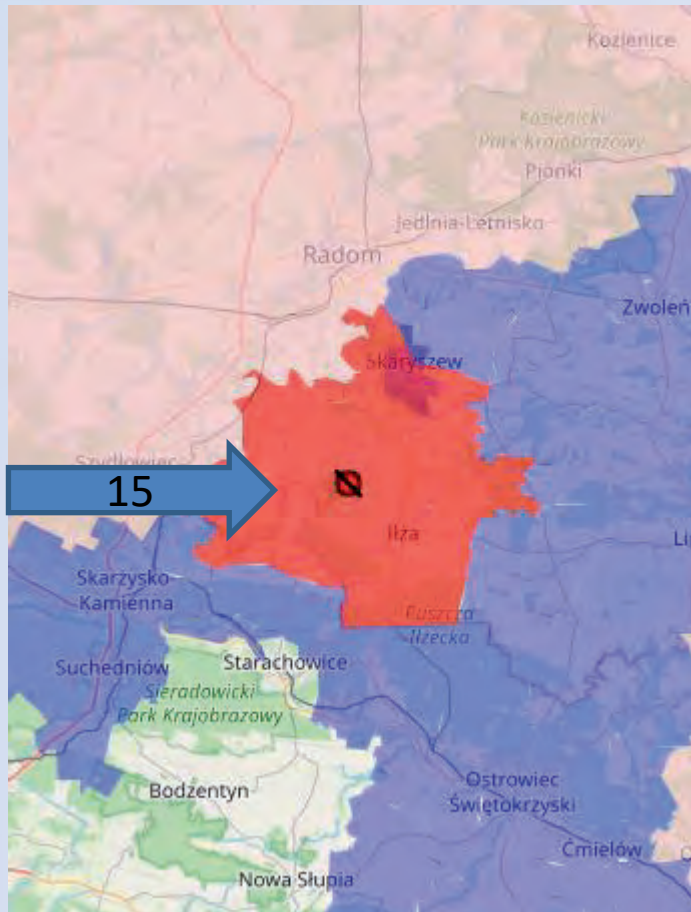 Kozienice
Kozienicki
Park Krajobrazowy
Pionki
Jedlnia-Letnisko
Radom
Zwoleń
Skaryszew
Szydłowiec
15
Iłża
Skarżysko-
Kamienna
Puszcza
Iłżecka
Starachowice
Suchedniów
Sieradowicki
Park Krajobrazowy
Bodzentyn
Ostrowiec
Świętokrzyski
Ćmielów
Nowa Słupia